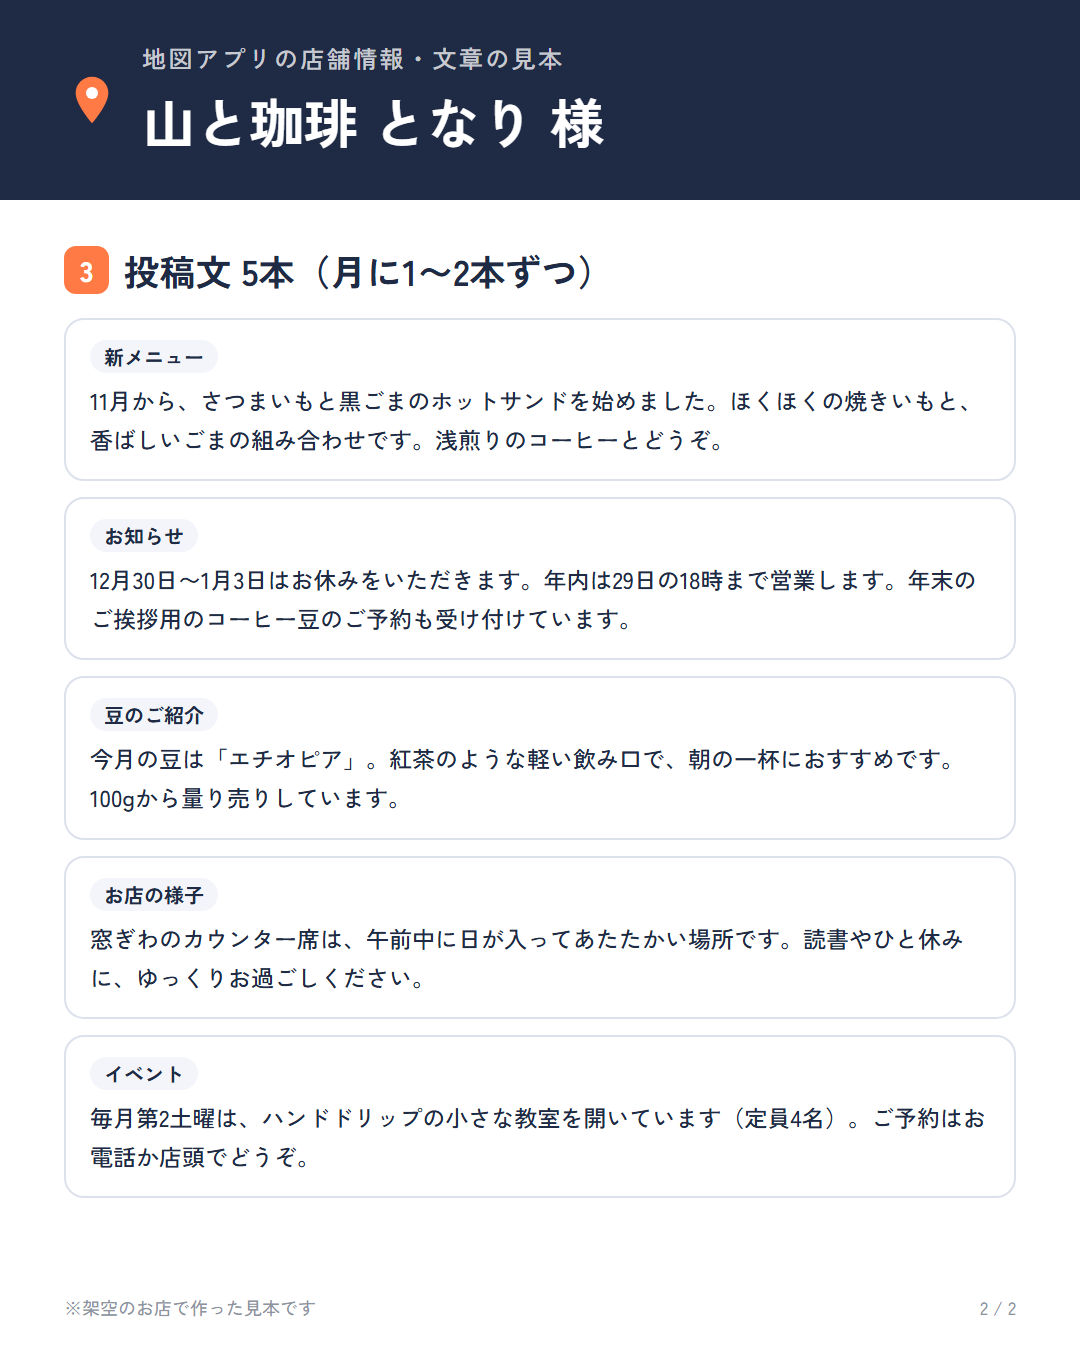 地図アプリの店舗情報・文章の見本
山と珈琲 となり 様
3 投稿文 5本（月に1〜2本ずつ）
新メニュー
11月から、さつまいもと黒ごまのホットサンドを始めました。ほくほくの焼きいもと、
香ばしいごまの組み合わせです。浅煎りのコーヒーとどうぞ。
お知らせ
12月30日〜1月3日はお休みをいただきます。年内は29日の18時まで営業します。年末の
ご挨拶用のコーヒー豆のご予約も受け付けています。
豆のご紹介
今月の豆は「エチオピア」。紅茶のような軽い飲み口で、朝の一杯におすすめです。
100gから量り売りしています。
お店の様子
窓ぎわのカウンター席は、午前中に日が入ってあたたかい場所です。読書やひと休み
に、ゆっくりお過ごしください。
イベント
毎月第2土曜は、ハンドドリップの小さな教室を開いています（定員4名）。ご予約はお
電話か店頭でどうぞ。
※架空のお店で作った見本です
2 / 2